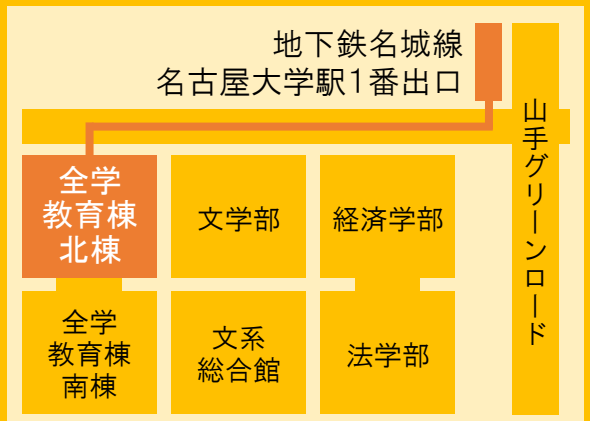 地下鉄名城線
名古屋大学駅1番出口
山手グリーンロード
全学
教育棟
北棟
文学部
経済学部
全学
教育棟
南棟
文系
総合館
法学部